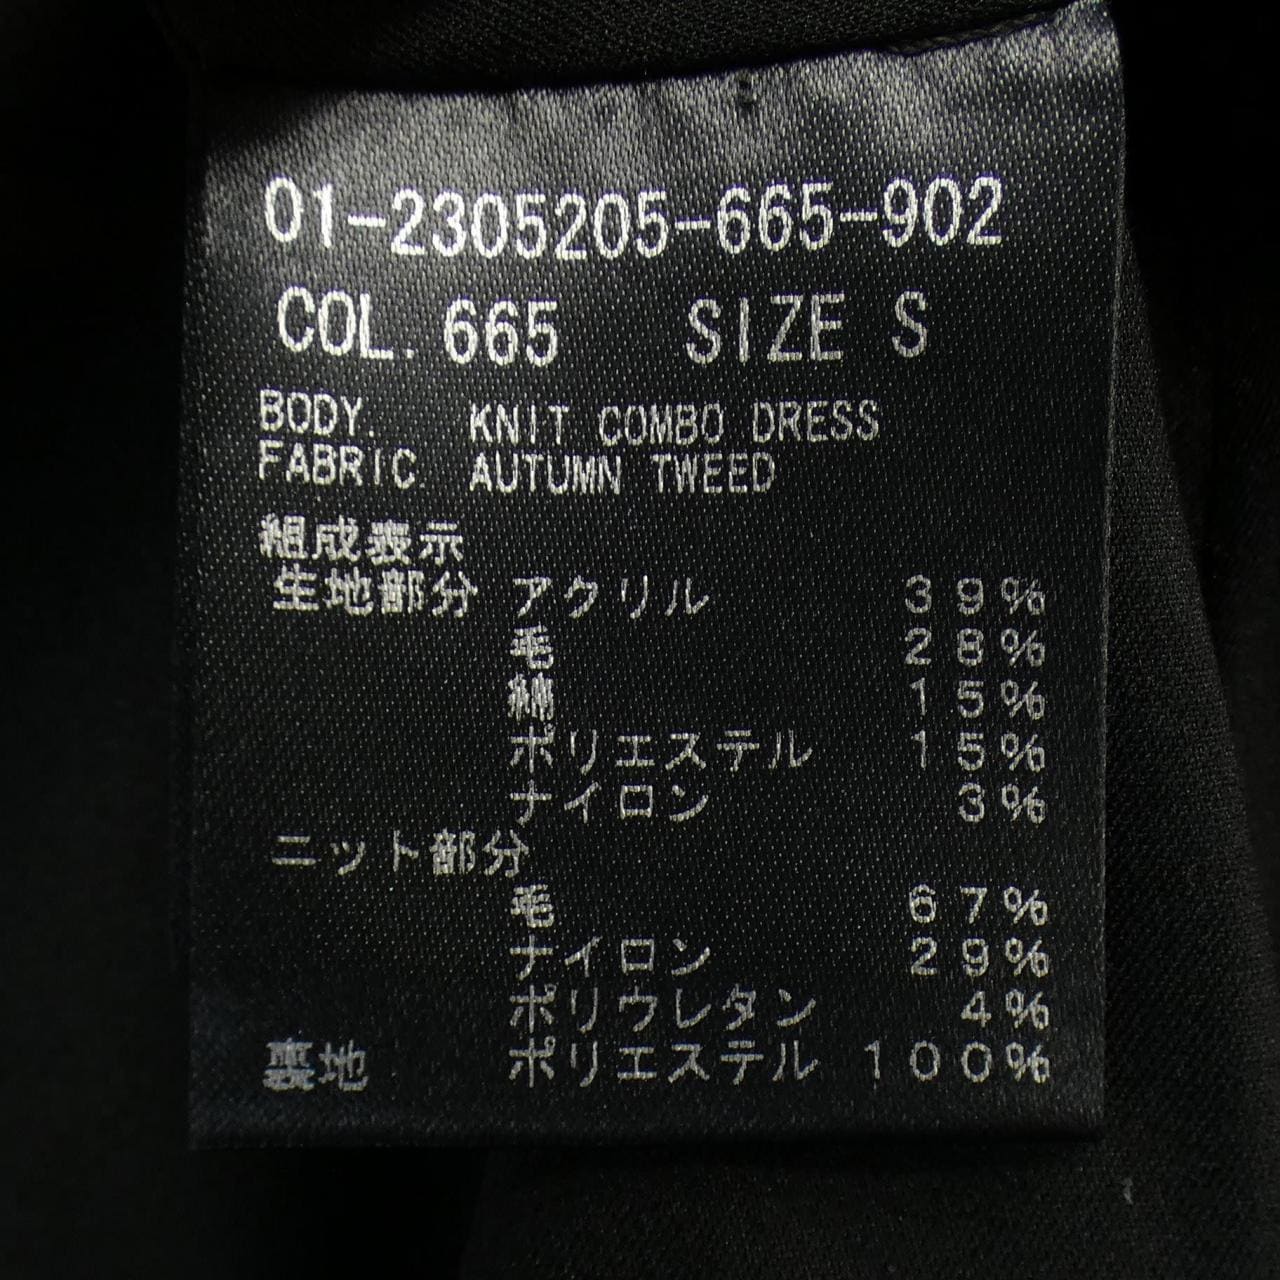 01-2305205-665-902
COL. 665 SIZE S
BODY. KNIT COMBO DRESS
FABRIC. AUTUMN TWEED
組成表示
生地部分 アクリル 39%
毛 28%
綿 15%
ポリエステル 15%
ナイロン 3%
ニット部分
毛 67%
ナイロン 29%
ポリウレタン 4%
裏地 ポリエステル 100%